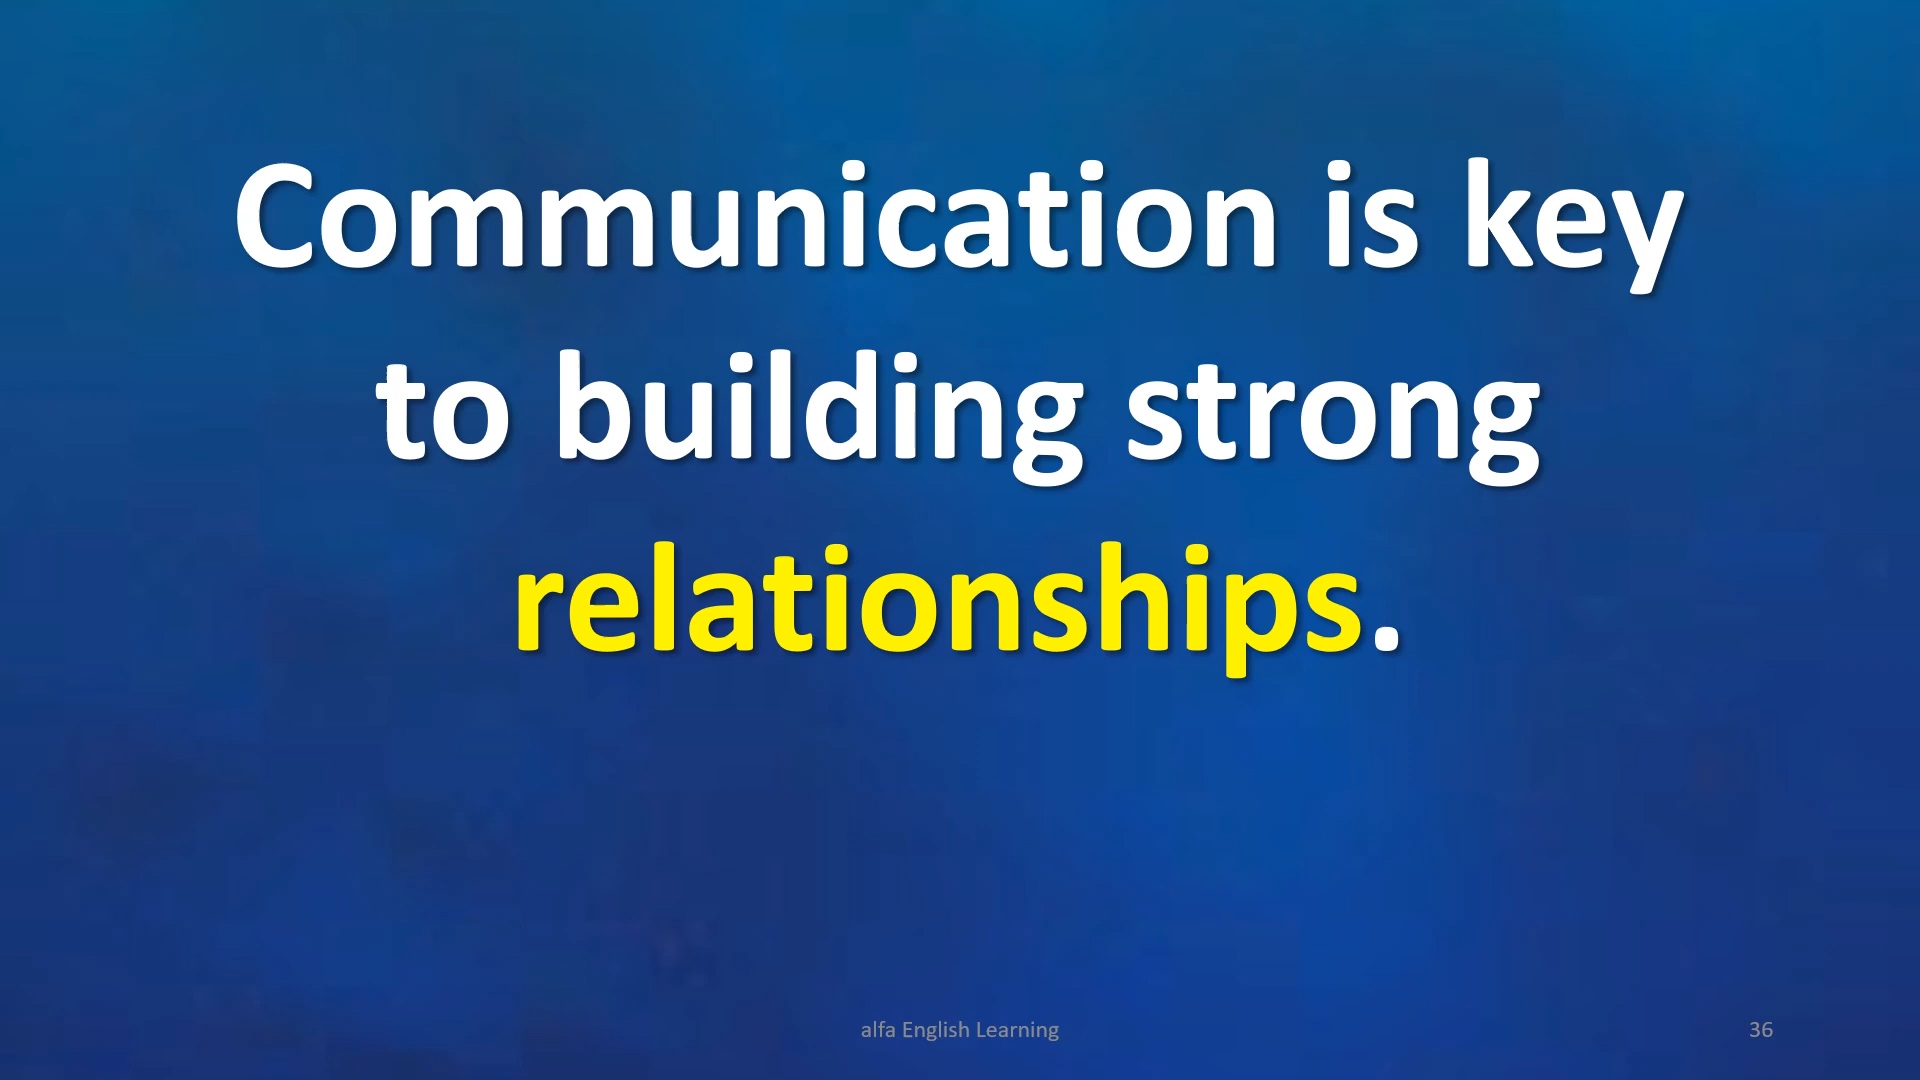 Communication is key
to building strong
relationships.
alfa English Learning
36